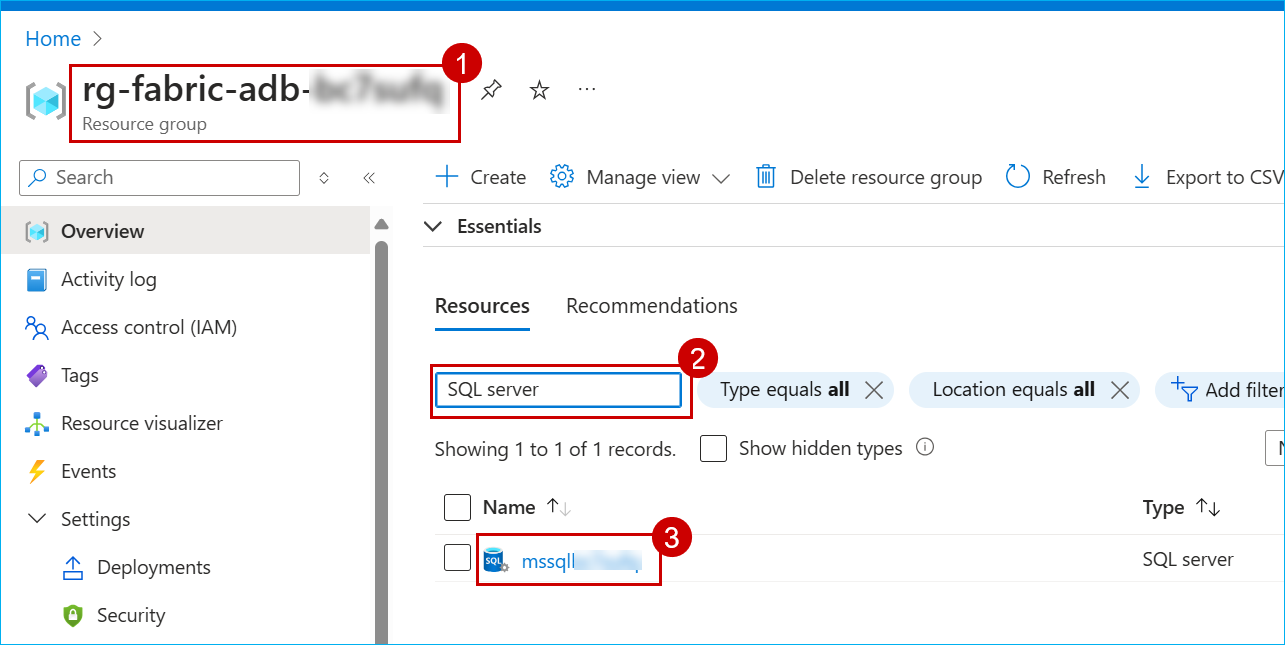 Home
1
rg-fabric-adb-
Resource group
Search
Create Manage view Delete resource group Refresh Export to CSV
Essentials
Overview
Activity log
Access control (IAM)
Tags
Resource visualizer
Events
Settings
Deployments
Security
Resources Recommendations
2
SQL server Type equals all Location equals all Add filter
Showing 1 to 1 of 1 records. Show hidden types
Name Type
3
SQL mssqll SQL server